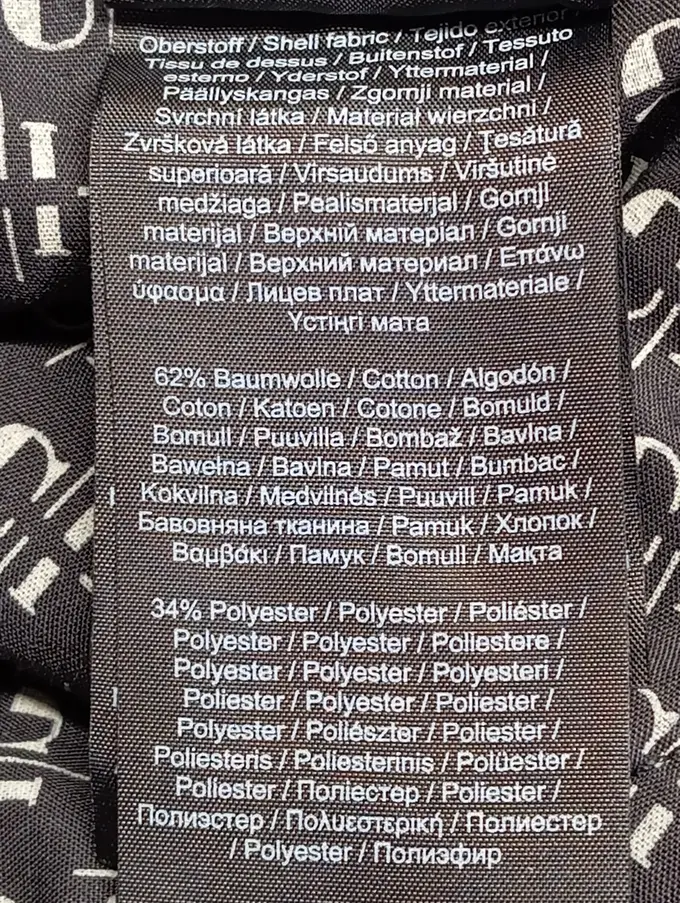 Oberstoff / Shell fabric / Tejido exterior /
Tissu de dessus / Buitenstof / Tessuto
esterno / Yderstof / Yttermaterial /
Päällyskangas / Zgornji material /
Svrchní látka / Materiał wierzchni /
Zvršková látka / Felső anyag / Țesătură
superioară / Virsaudums / Viršutinė
medžiaga / Pealismaterjal / Gornji
materijal / Верхній матеріал / Gornji
materijal / Верхний материал / Επάνω
ύφασμα / Лицев плат / Yttermateriale /
Үстіңгі мата
62% Baumwolle / Cotton / Algodón /
Coton / Katoen / Cotone / Bomuld /
Bomull / Puuvilla / Bombaž / Bavlna /
Bawełna / Bavlna / Pamut / Bumbac /
Kokvilna / Medvilnės / Puuvill / Pamuk /
Бавовняна тканина / Pamuk / Хлопок /
Βαμβάκι / Памук / Bomull / Мақта
34% Polyester / Polyester / Poliéster /
Polyester / Polyester / Poliestere /
Polyester / Polyester / Polyesteri /
Poliester / Polyester / Poliester /
Polyester / Poliészter / Poliester /
Poliesteris / Poliesterinis / Polüester /
Poliester / Поліестер / Poliester /
Полиэстер / Πολυεστερική / Полиестер
/ Polyester / Полиэфир